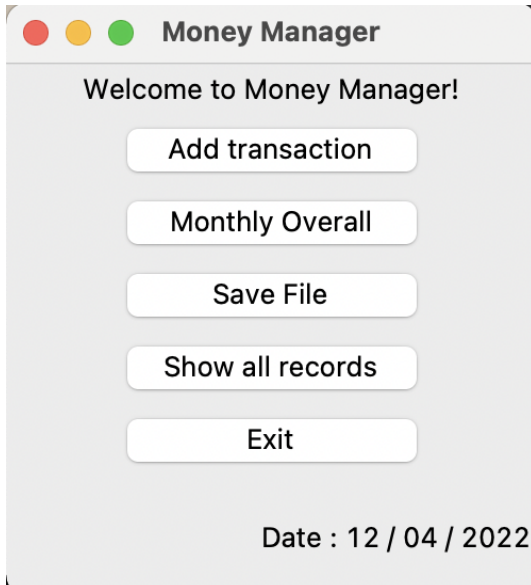 Money Manager
Welcome to Money Manager!
Add transaction
Monthly Overall
Save File
Show all records
Exit
Date : 12 / 04 / 2022